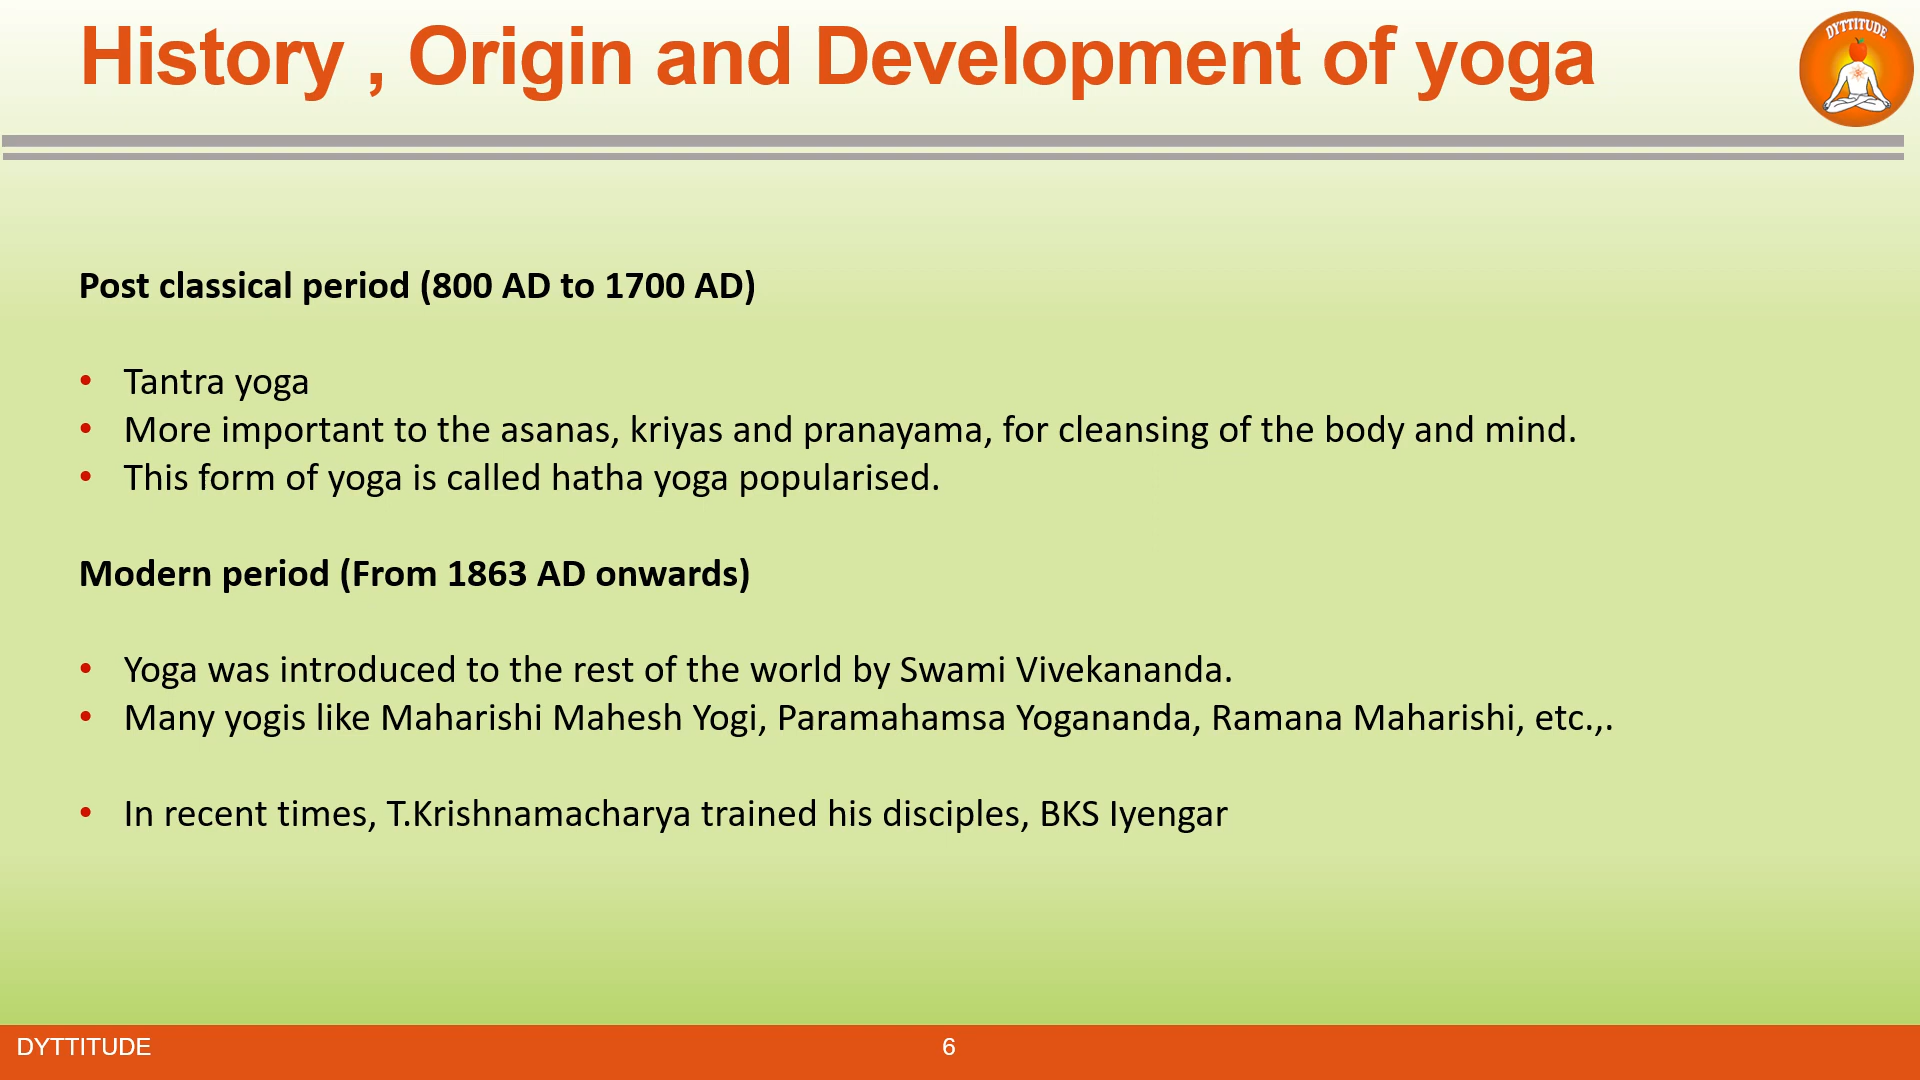 History , Origin and Development of yoga
DYTTITUDE
Post classical period (800 AD to 1700 AD)
• Tantra yoga
• More important to the asanas, kriyas and pranayama, for cleansing of the body and mind.
• This form of yoga is called hatha yoga popularised.
Modern period (From 1863 AD onwards)
• Yoga was introduced to the rest of the world by Swami Vivekananda.
• Many yogis like Maharishi Mahesh Yogi, Paramahamsa Yogananda, Ramana Maharishi, etc.,.
• In recent times, T.Krishnamacharya trained his disciples, BKS Iyengar
DYTTITUDE
6